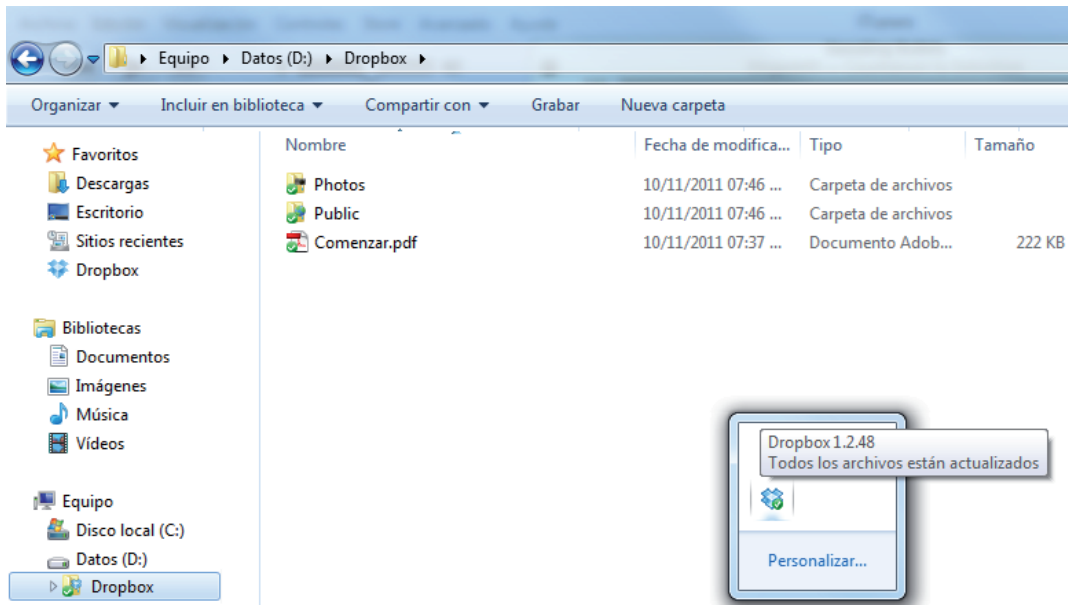 Equipo Datos (D:) Dropbox
Organizar Incluir en biblioteca Compartir con Grabar Nueva carpeta
Nombre Fecha de modifica... Tipo Tamaño
Favoritos
Descargas
Escritorio
Sitios recientes
Dropbox
Bibliotecas
Documentos
Imágenes
Música
Vídeos
Equipo
Disco local (C:)
Datos (D:)
Dropbox
Photos 10/11/2011 07:46 ... Carpeta de archivos
Public 10/11/2011 07:46 ... Carpeta de archivos
Comenzar.pdf 10/11/2011 07:37 ... Documento Adob... 222 KB
Dropbox 1.2.48
Todos los archivos están actualizados
Personalizar...